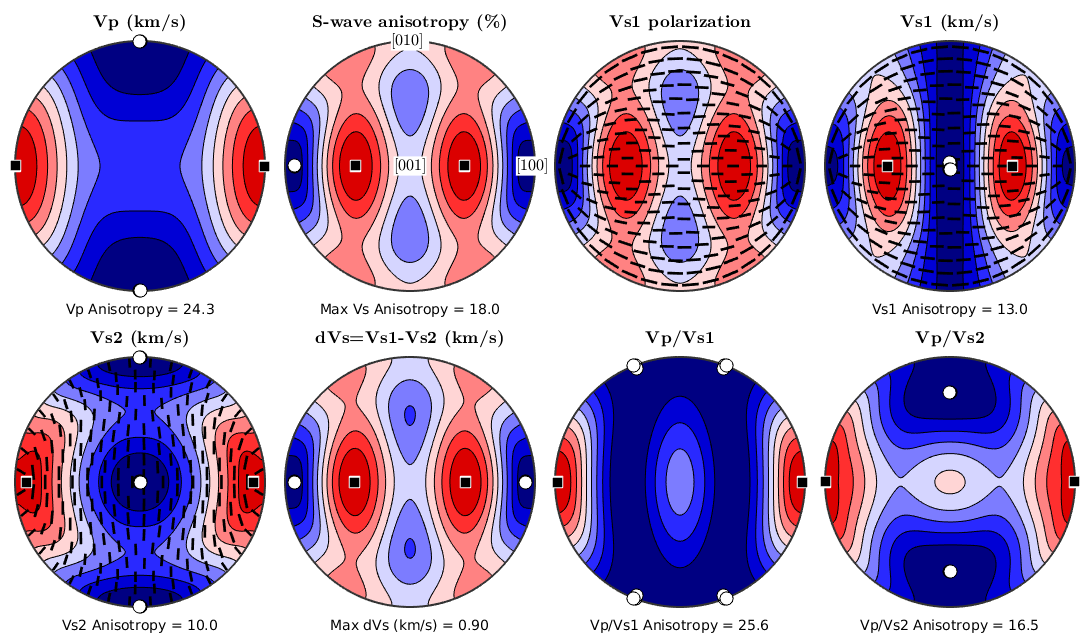 Vp (km/s)
S-wave anisotropy (%)
Vs1 polarization
Vs1 (km/s)
[010]
[001]
[100]
Vp Anisotropy = 24.3
Max Vs Anisotropy = 18.0
Vs1 Anisotropy = 13.0
Vs2 (km/s)
dVs=Vs1-Vs2 (km/s)
Vp/Vs1
Vp/Vs2
Vs2 Anisotropy = 10.0
Max dVs (km/s) = 0.90
Vp/Vs1 Anisotropy = 25.6
Vp/Vs2 Anisotropy = 16.5